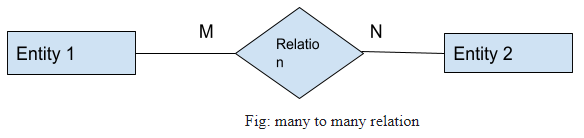 Entity 1
M
Relatio
n
N
Entity 2
Fig: many to many relation